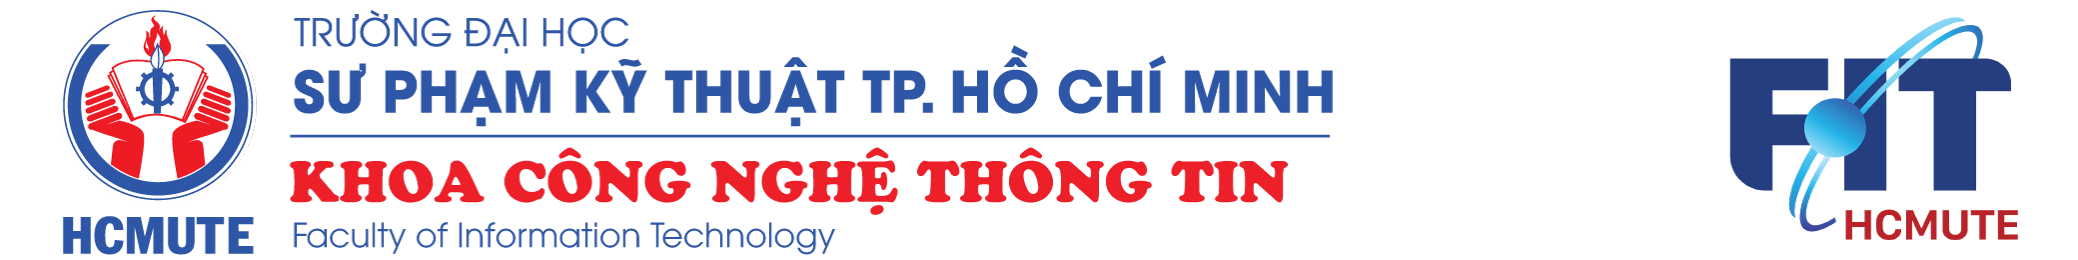 HCMUTE
TRƯỜNG ĐẠI HỌC
SƯ PHẠM KỸ THUẬT TP. HỒ CHÍ MINH
KHOA CÔNG NGHỆ THÔNG TIN
Faculty of Information Technology
FIT
HCMUTE